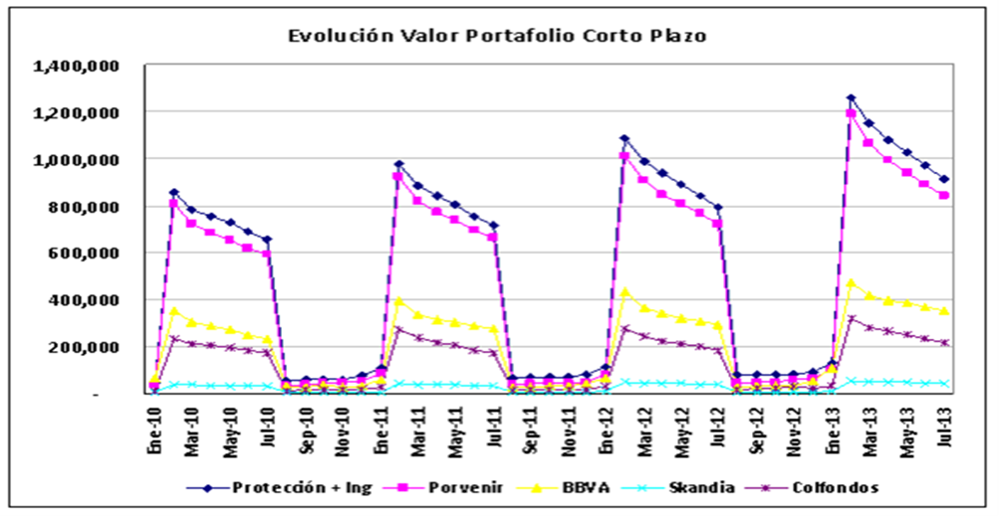 Evolución Valor Portafolio Corto Plazo
1,400,000
1,200,000
1,000,000
800,000
600,000
400,000
200,000
-
Ene-10
Mar-10
May-10
Jul-10
Sep-10
Nov-10
Ene-11
Mar-11
May-11
Jul-11
Sep-11
Nov-11
Ene-12
Mar-12
May-12
Jul-12
Sep-12
Nov-12
Ene-13
Mar-13
May-13
Jul-13
Protección + Ing
Porvenir
BBVA
Skandia
Colfondos